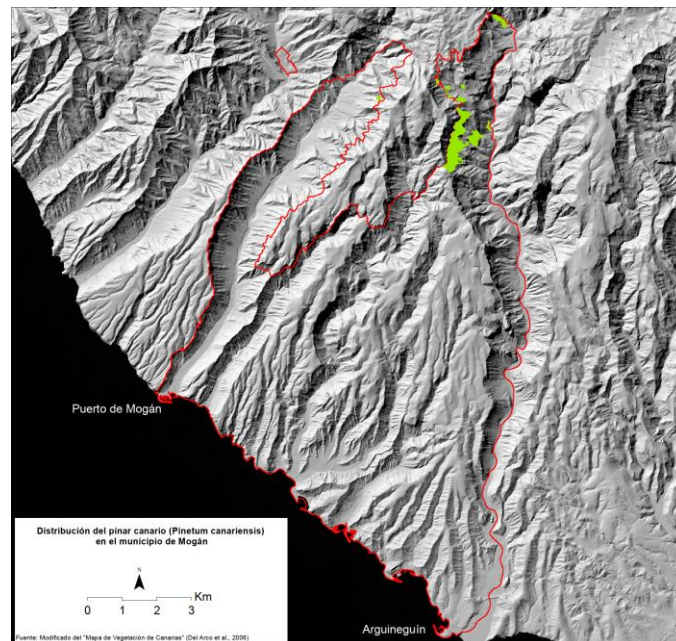 Puerto de Mogán
Distribución del pinar canario (Pinetum canariensis)
en el municipio de Mogán
N
Km
0 1 2 3
Arguineguín
Fuente: Modificado del "Mapa de Vegetación de Canarias" (Del Arco et al., 2006)